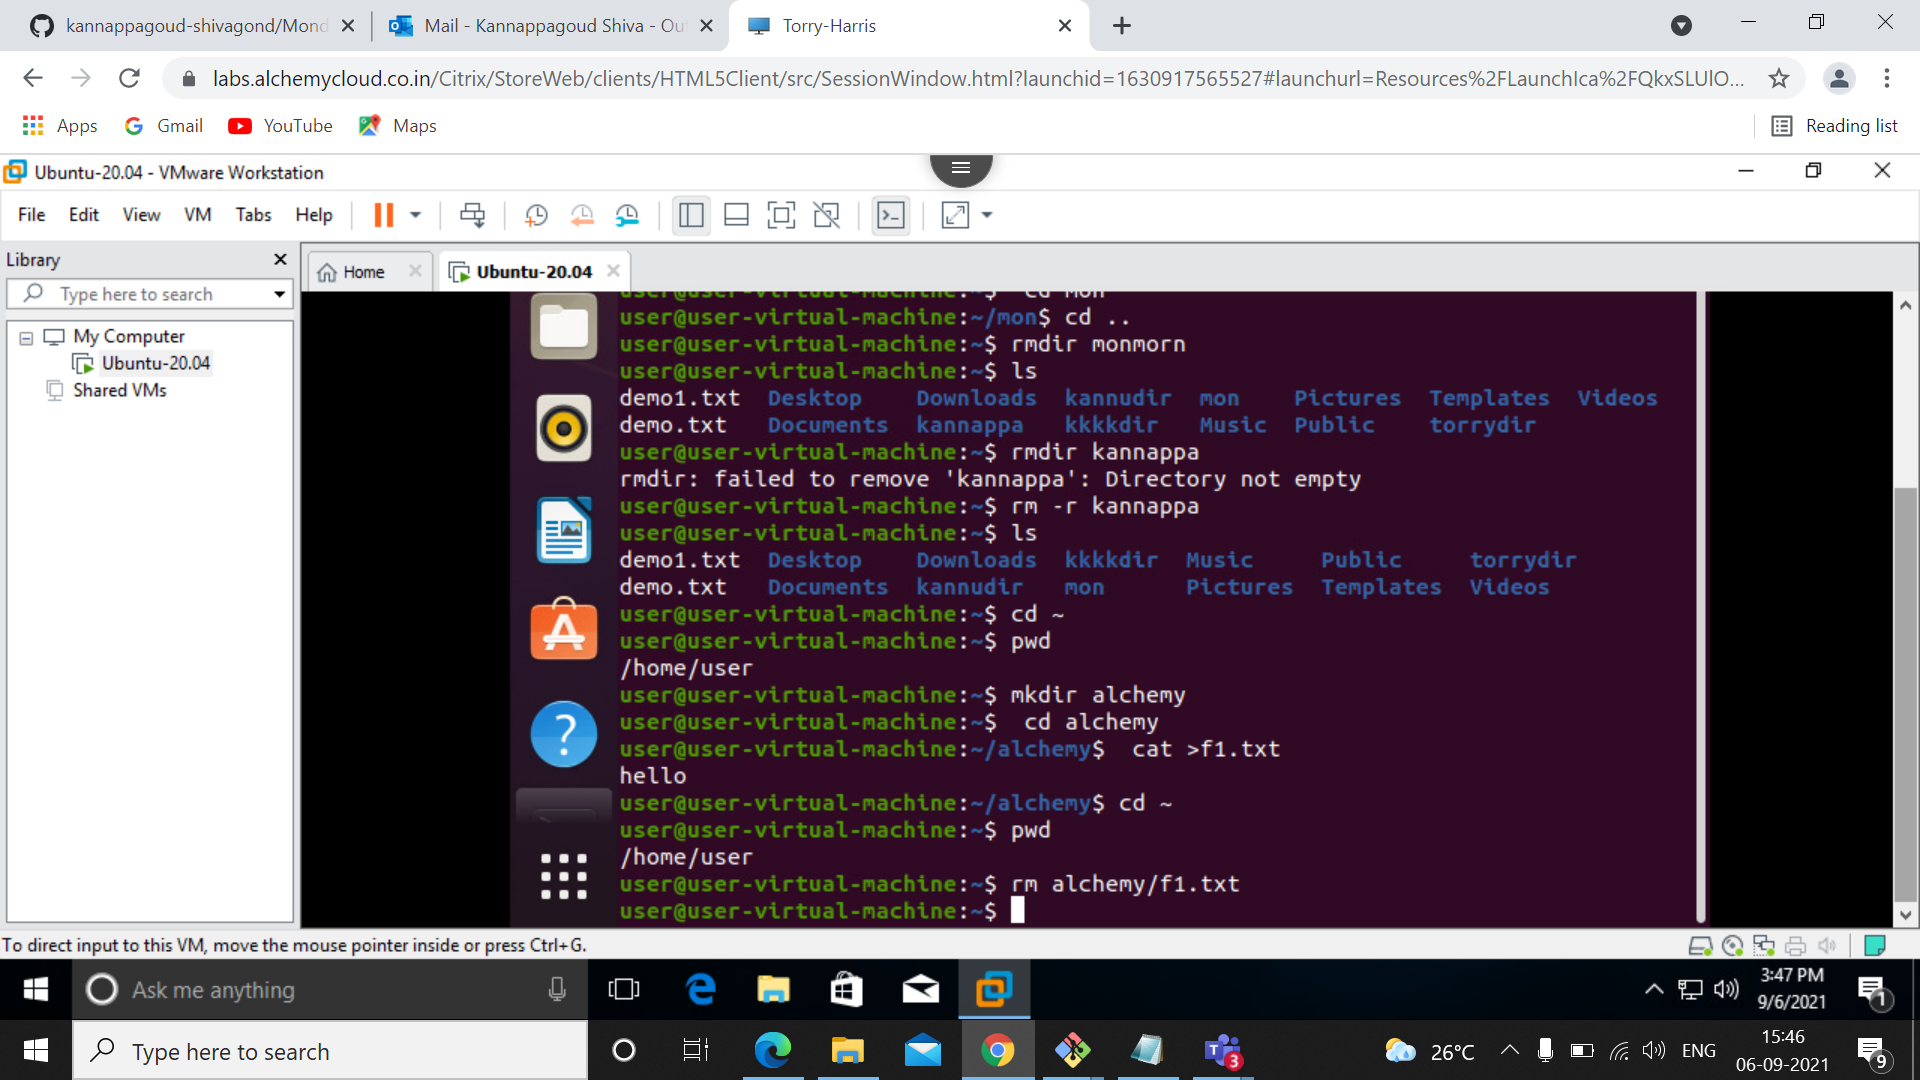 kannappagoud-shivagond/Mond
Mail - Kannappagoud Shiva - Out
Torry-Harris
labs.alchemycloud.co.in/Citrix/StoreWeb/clients/HTML5Client/src/SessionWindow.html?launchid=1630917565527#launchurl=Resources%2FLaunchIca%2FQkxSLUlO...
Apps Gmail YouTube Maps Reading list
Ubuntu-20.04 - VMware Workstation
File Edit View VM Tabs Help
Library
Home Ubuntu-20.04
Type here to search
My Computer
Ubuntu-20.04
Shared VMs
user@user-virtual-machine:~$  cd mon
user@user-virtual-machine:~/mon$ cd ..
user@user-virtual-machine:~$ rmdir monmorn
user@user-virtual-machine:~$ ls
demo1.txt Desktop Downloads kannudir mon Pictures Templates Videos
demo.txt Documents kannappa kkkkdir Music Public torrydir
user@user-virtual-machine:~$ rmdir kannappa
rmdir: failed to remove 'kannappa': Directory not empty
user@user-virtual-machine:~$ rm -r kannappa
user@user-virtual-machine:~$ ls
demo1.txt Desktop Downloads kkkkdir Music Public torrydir
demo.txt Documents kannudir mon Pictures Templates Videos
user@user-virtual-machine:~$ cd ~
user@user-virtual-machine:~$ pwd
/home/user
user@user-virtual-machine:~$ mkdir alchemy
user@user-virtual-machine:~$  cd alchemy
user@user-virtual-machine:~/alchemy$  cat >f1.txt
hello
user@user-virtual-machine:~/alchemy$ cd ~
user@user-virtual-machine:~$ pwd
/home/user
user@user-virtual-machine:~$ rm alchemy/f1.txt
user@user-virtual-machine:~$
To direct input to this VM, move the mouse pointer inside or press Ctrl+G.
Ask me anything
3:47 PM
9/6/2021
1
Type here to search
3
26°C
ENG
15:46
06-09-2021
9